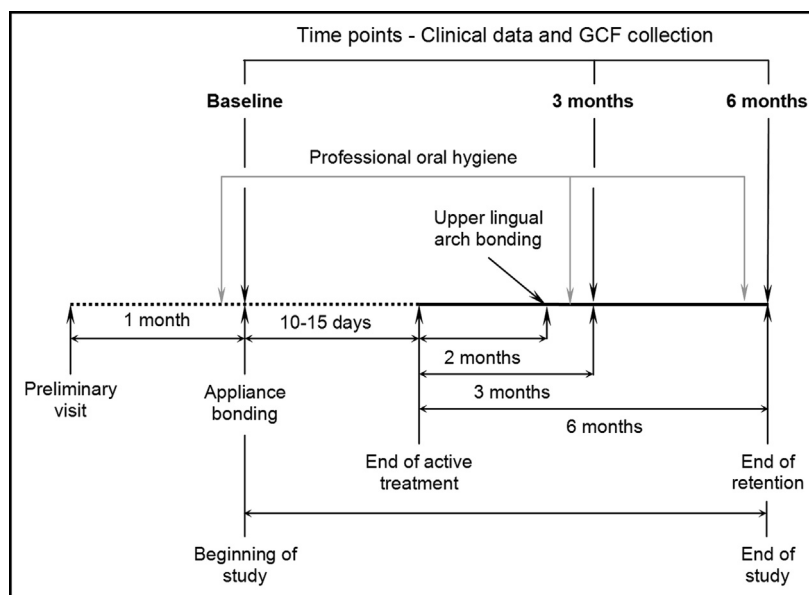 Time points - Clinical data and GCF collection
Baseline
3 months
6 months
Professional oral hygiene
Upper lingual
arch bonding
1 month
10-15 days
2 months
3 months
6 months
Preliminary
visit
Appliance
bonding
End of active
treatment
End of
retention
Beginning of
study
End of
study